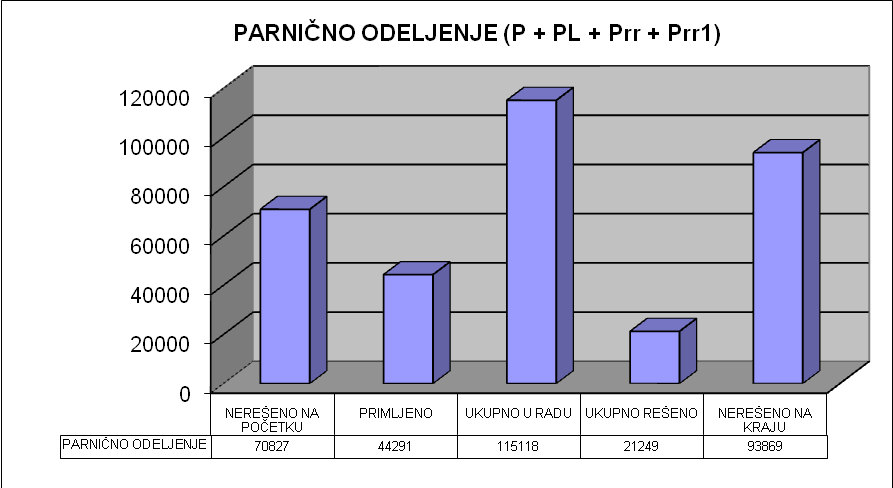 PARNIČNO ODELJENJE (P + PL + Prr + Prr1)
120000
100000
80000
60000
40000
20000
0
NEREŠENO NA POČETKU
PRIMLJENO
UKUPNO U RADU
UKUPNO REŠENO
NEREŠENO NA KRAJU
PARNIČNO ODELJENJE 70827 44291 115118 21249 93869